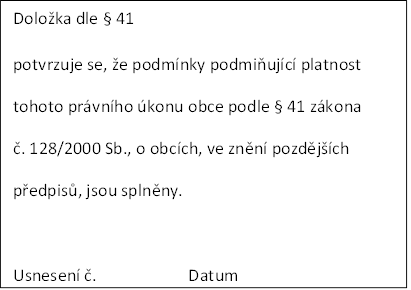 Doložka dle § 41
potvrzuje se, že podmínky podmiňující platnost
tohoto právního úkonu obce podle § 41 zákona
č. 128/2000 Sb., o obcích, ve znění pozdějších
předpisů, jsou splněny.
Usnesení č. Datum